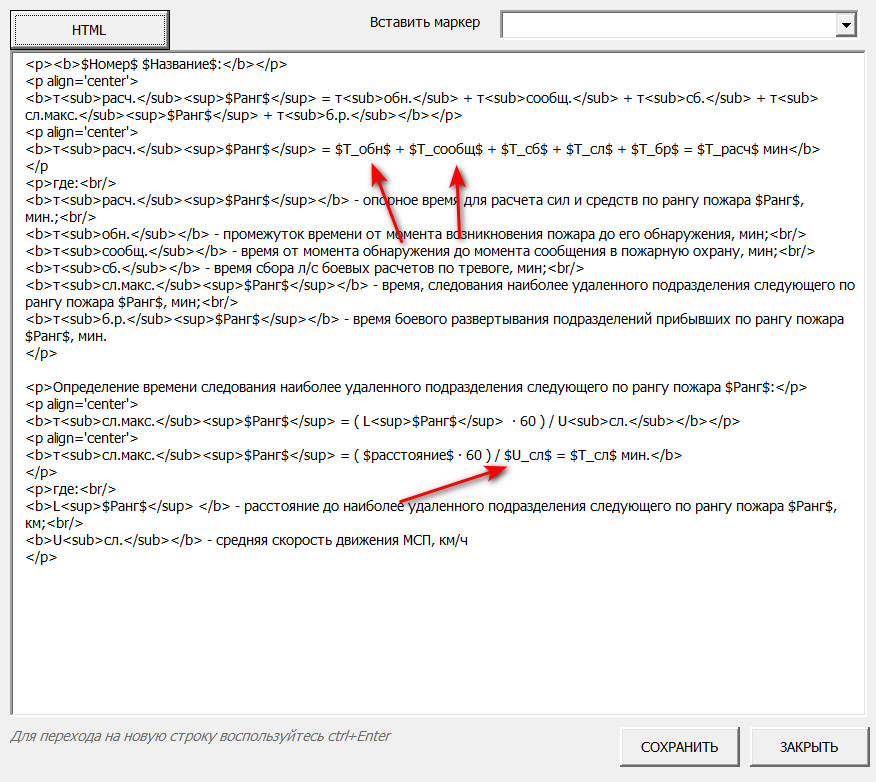 HTML
Вставить маркер
<p><b>$Номер$ $Название$:</b></p>
<p align='center'>
<b>т<sub>расч.</sub><sup>$Ранг$</sup> = т<sub>обн.</sub> + т<sub>сообщ.</sub> + т<sub>сб.</sub> + т<sub>
сл.макс.</sub><sup>$Ранг$</sup> + т<sub>б.р.</sub></b></p>
<p align='center'>
<b>т<sub>расч.</sub><sup>$Ранг$</sup> = $Т_обн$ + $Т_сообщ$ + $Т_сб$ + $Т_сл$ + $Т_бр$ = $Т_расч$ мин</b>
</p
<p>где:<br/>
<b>т<sub>расч.</sub><sup>$Ранг$</sup></b> - опорное время для расчета сил и средств по рангу пожара $Ранг$,
мин.;<br/>
<b>т<sub>обн.</sub></b> - промежуток времени от момента возникновения пожара до его обнаружения, мин;<br/>
<b>т<sub>сообщ.</sub></b> - время от момента обнаружения до момента сообщения в пожарную охрану, мин;<br/>
<b>т<sub>сб.</sub></b> - время сбора л/с боевых расчетов по тревоге, мин;<br/>
<b>т<sub>сл.макс.<sub><sup>$Ранг$</sup></b> - время, следования наиболее удаленного подразделения следующего по
рангу пожара $Ранг$, мин;<br/>
<b>т<sub>б.р.</sub><sup>$Ранг$</sup></b> - время боевого развертывания подразделений прибывших по рангу пожара
$Ранг$, мин.
</p>
<p>Определение времени следования наиболее удаленного подразделения следующего по рангу пожара $Ранг$:</p>
<p align='center'>
<b>т<sub>сл.макс.</sub><sup>$Ранг$</sup> = ( L<sup>$Ранг$</sup> · 60 ) / U<sub>сл.</sub></b></p>
<p align='center'>
<b>т<sub>сл.макс.</sub><sup>$Ранг$</sup> = ( $расстояние$ · 60 ) / $U_сл$ = $Т_сл$ мин.</b>
</p>
<p>где:<br/>
<b>L<sup>$Ранг$</sup> </b> - расстояние до наиболее удаленного подразделения следующего по рангу пожара $Ранг$,
км;<br/>
<b>U<sub>сл.</sub></b> - средняя скорость движения МСП, км/ч
</p>
Для перехода на новую строку воспользуйтесь ctrl+Enter
СОХРАНИТЬ
ЗАКРЫТЬ